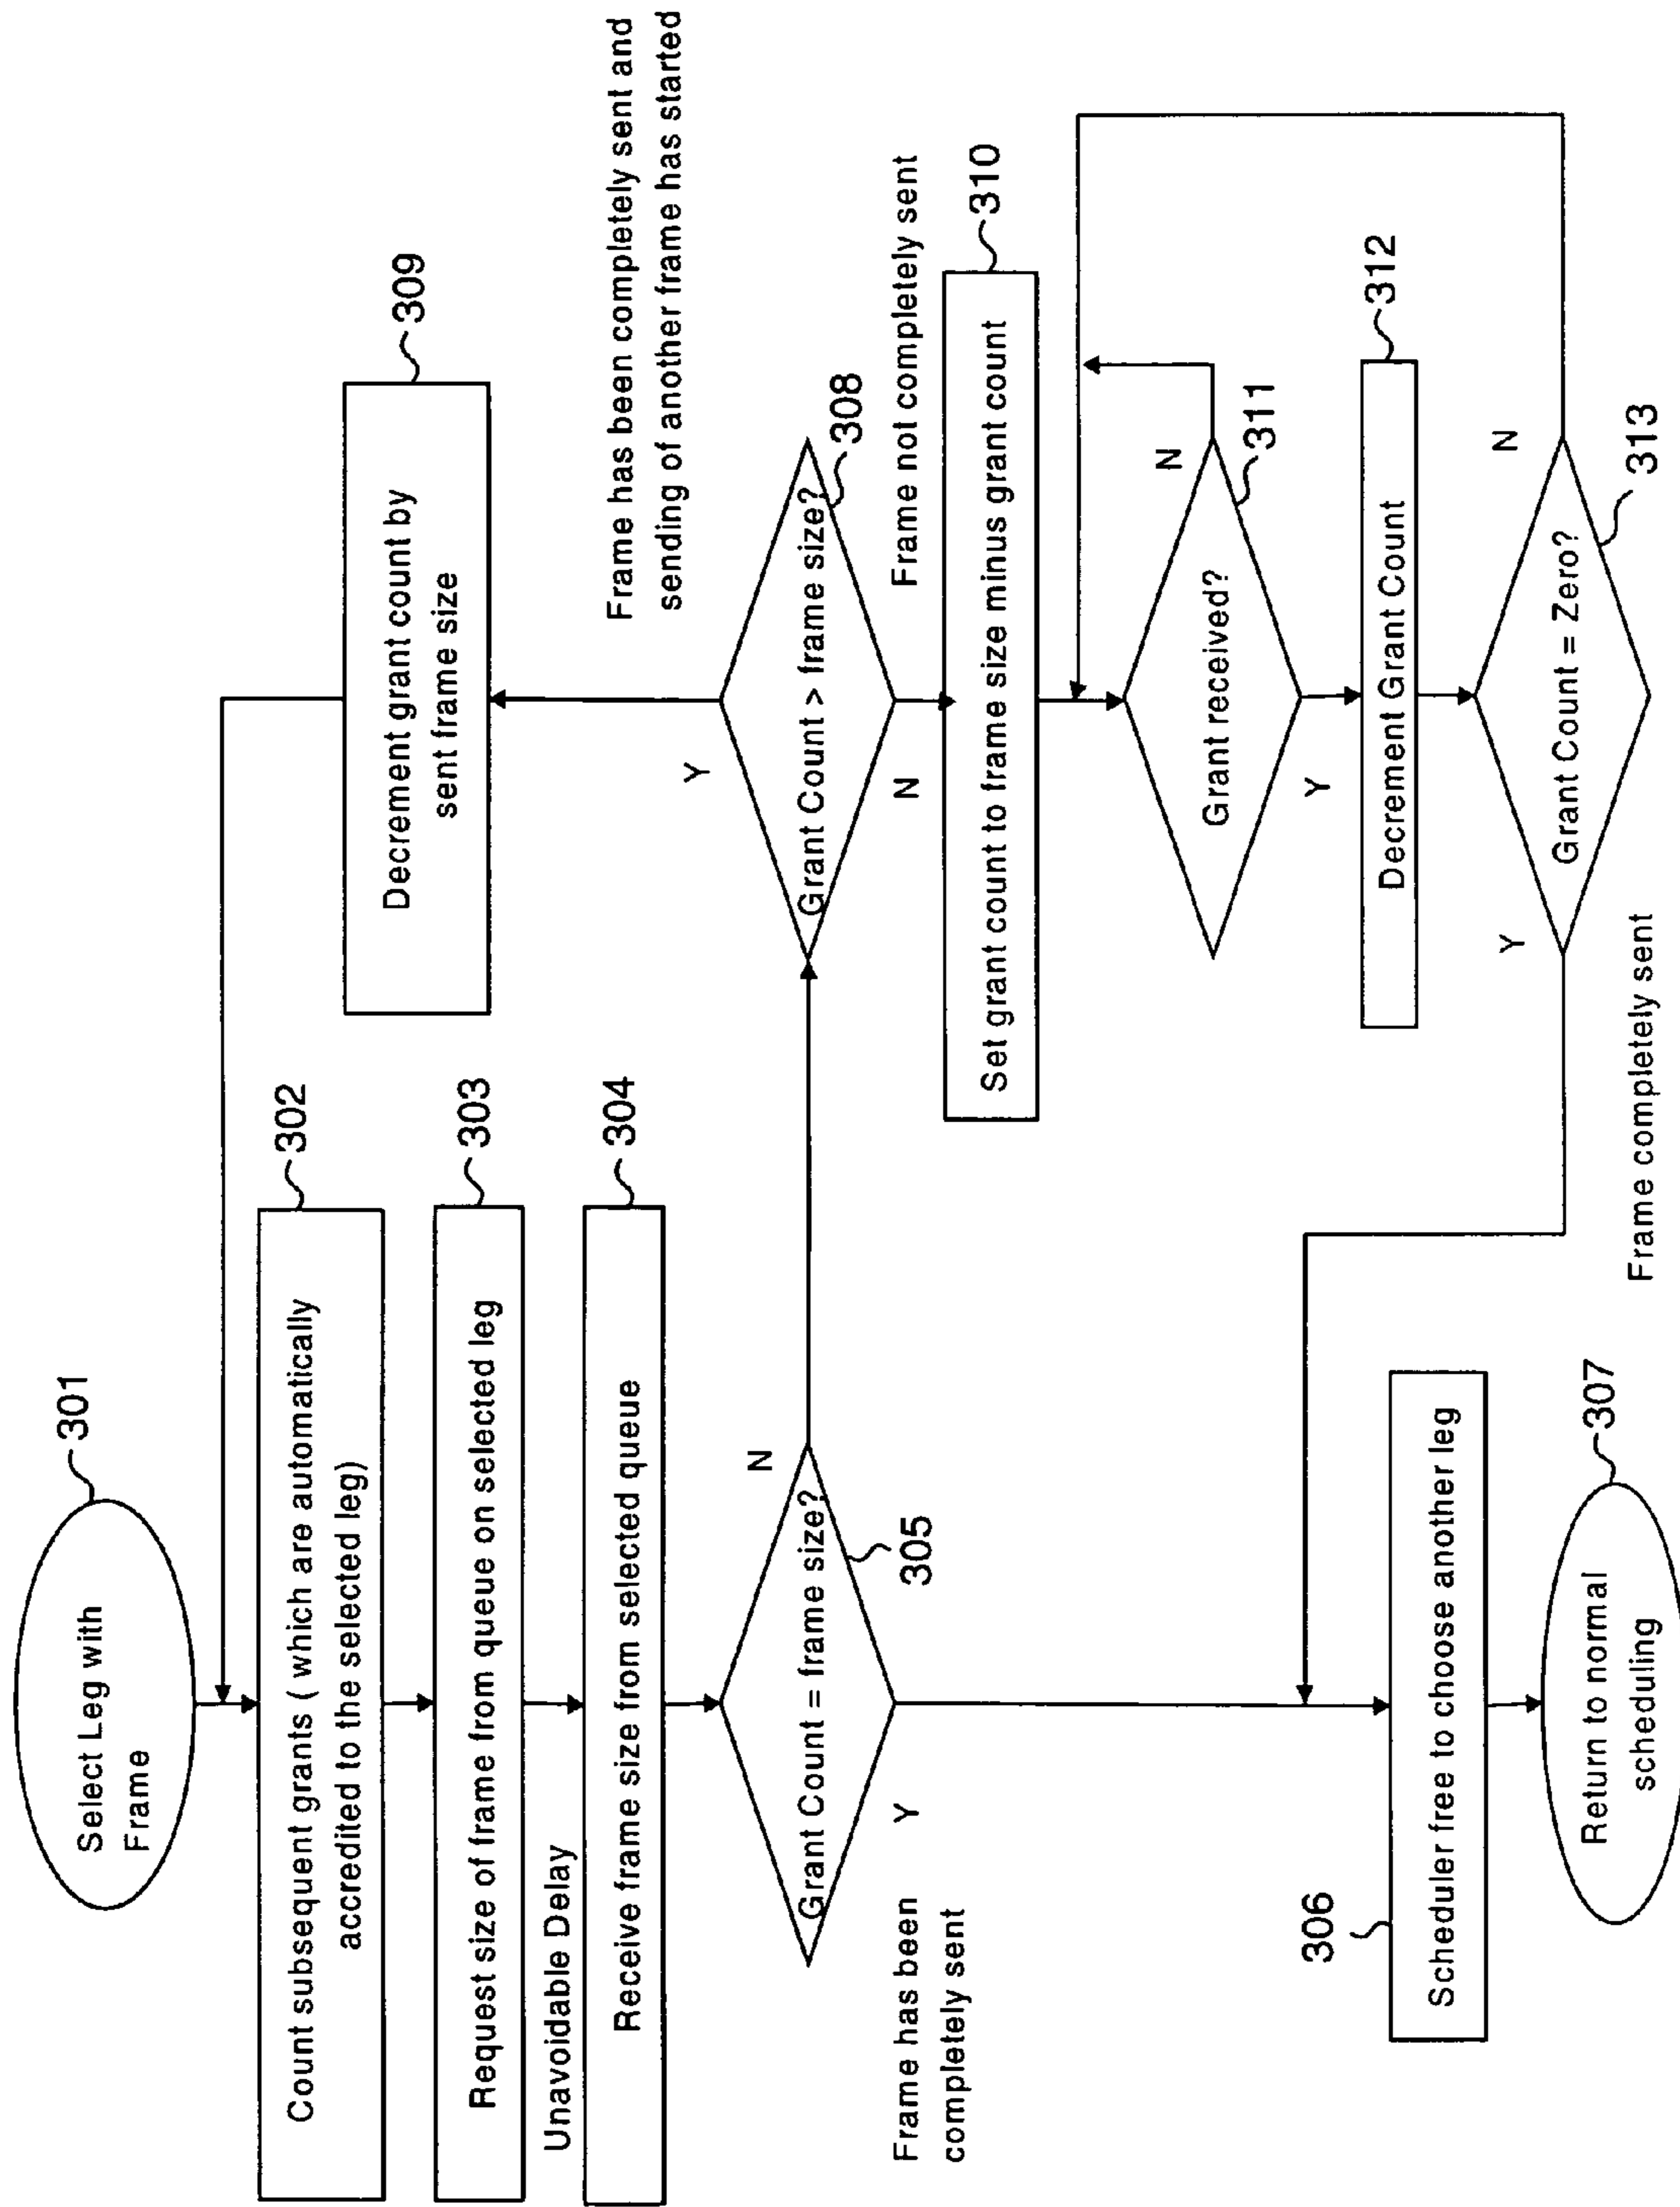 Select Leg with
Frame
301
Count subsequent grants ( which are automatically
accredited to the selected leg)
302
Request size of frame from queue on selected leg
303
Unavoidable Delay
Receive frame size from selected queue
304
Grant Count = frame size?
305
N
Y
Frame has been
completely sent
306
Scheduler free to choose another leg
Return to normal
scheduling
307
Decrement grant count by
sent frame size
309
Frame has been completely sent and
sending of another frame has started
Y
Grant Count > frame size?
308
N
Frame not completely sent
Set grant count to frame size minus grant count
310
Grant received?
N
311
Y
Decrement Grant Count
312
Y
Grant Count = Zero?
N
313
Frame completely sent